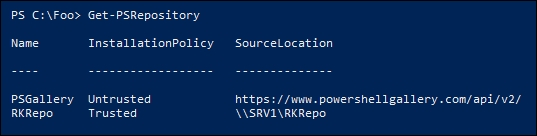 PS C:\Foo> Get-PSRepository
Name InstallationPolicy SourceLocation
---- ------------------ --------------
PSGallery Untrusted https://www.powershellgallery.com/api/v2/
RKRepo Trusted \\SRV1\RKRepo